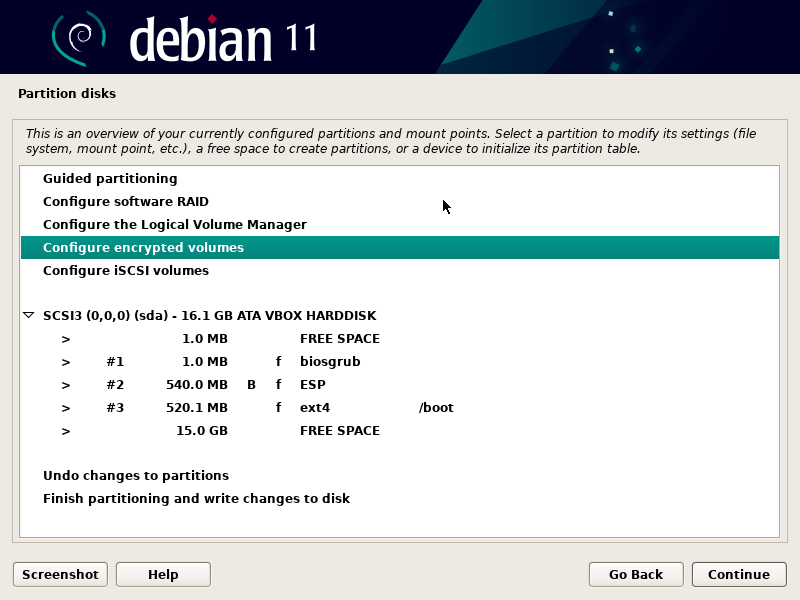 debian 11
Partition disks
This is an overview of your currently configured partitions and mount points. Select a partition to modify its settings (file
system, mount point, etc.), a free space to create partitions, or a device to initialize its partition table.
Guided partitioning
Configure software RAID
Configure the Logical Volume Manager
Configure encrypted volumes
Configure iSCSI volumes
SCSI3 (0,0,0) (sda) - 16.1 GB ATA VBOX HARDDISK
> 1.0 MB FREE SPACE
> #1 1.0 MB f biosgrub
> #2 540.0 MB B f ESP
> #3 520.1 MB f ext4 /boot
> 15.0 GB FREE SPACE
Undo changes to partitions
Finish partitioning and write changes to disk
Screenshot Help Go Back Continue